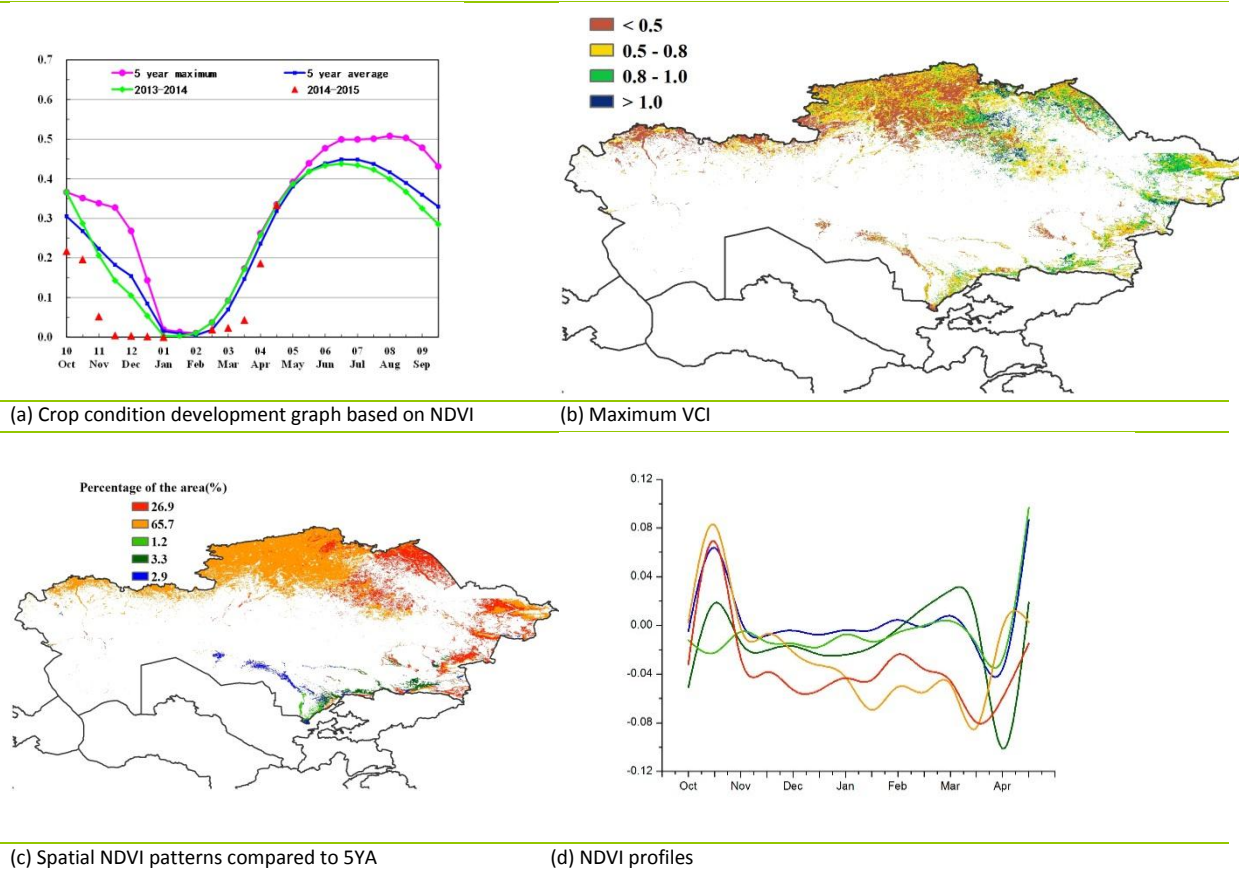 0.7
0.6
0.5
0.4
0.3
0.2
0.1
0.0
5 year maximum
5 year average
2013-2014
2014-2015
10 11 12 01 02 03 04 05 06 07 08 09
Oct Nov Dec Jan Feb Mar Apr May Jun Jul Aug Sep
< 0.5
0.5 - 0.8
0.8 - 1.0
> 1.0
(a) Crop condition development graph based on NDVI
(b) Maximum VCI
Percentage of the area(%)
26.9
65.7
1.2
3.3
2.9
0.12
0.08
0.04
0.00
-0.04
-0.08
-0.12
Oct Nov Dec Jan Feb Mar Apr
(c) Spatial NDVI patterns compared to 5YA
(d) NDVI profiles